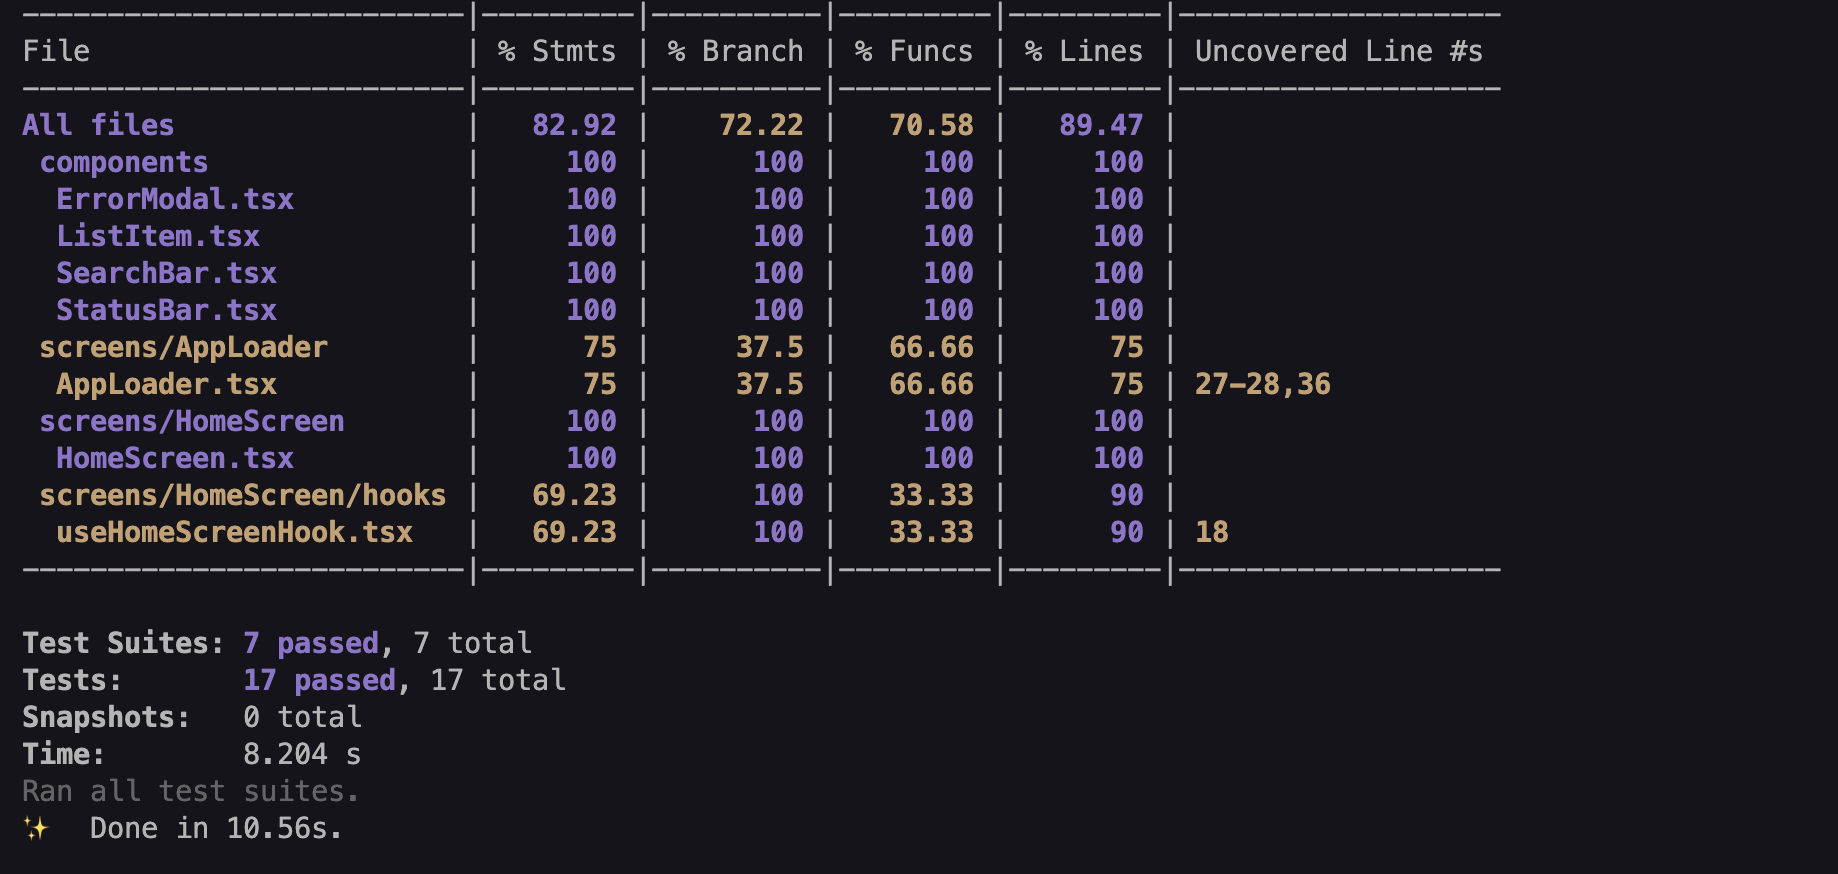 --------------------------|---------|----------|---------|---------|-------------------
File                      | % Stmts | % Branch | % Funcs | % Lines | Uncovered Line #s
--------------------------|---------|----------|---------|---------|-------------------
All files                 |   82.92 |    72.22 |   70.58 |   89.47 |
 components               |     100 |      100 |     100 |     100 |
  ErrorModal.tsx          |     100 |      100 |     100 |     100 |
  ListItem.tsx            |     100 |      100 |     100 |     100 |
  SearchBar.tsx           |     100 |      100 |     100 |     100 |
  StatusBar.tsx           |     100 |      100 |     100 |     100 |
 screens/AppLoader        |      75 |     37.5 |   66.66 |      75 |
  AppLoader.tsx           |      75 |     37.5 |   66.66 |      75 | 27-28,36
 screens/HomeScreen       |     100 |      100 |     100 |     100 |
  HomeScreen.tsx          |     100 |      100 |     100 |     100 |
 screens/HomeScreen/hooks |   69.23 |      100 |   33.33 |      90 |
  useHomeScreenHook.tsx   |   69.23 |      100 |   33.33 |      90 | 18
--------------------------|---------|----------|---------|---------|-------------------
Test Suites: 7 passed, 7 total
Tests:       17 passed, 17 total
Snapshots:   0 total
Time:        8.204 s
Ran all test suites.
✨  Done in 10.56s.